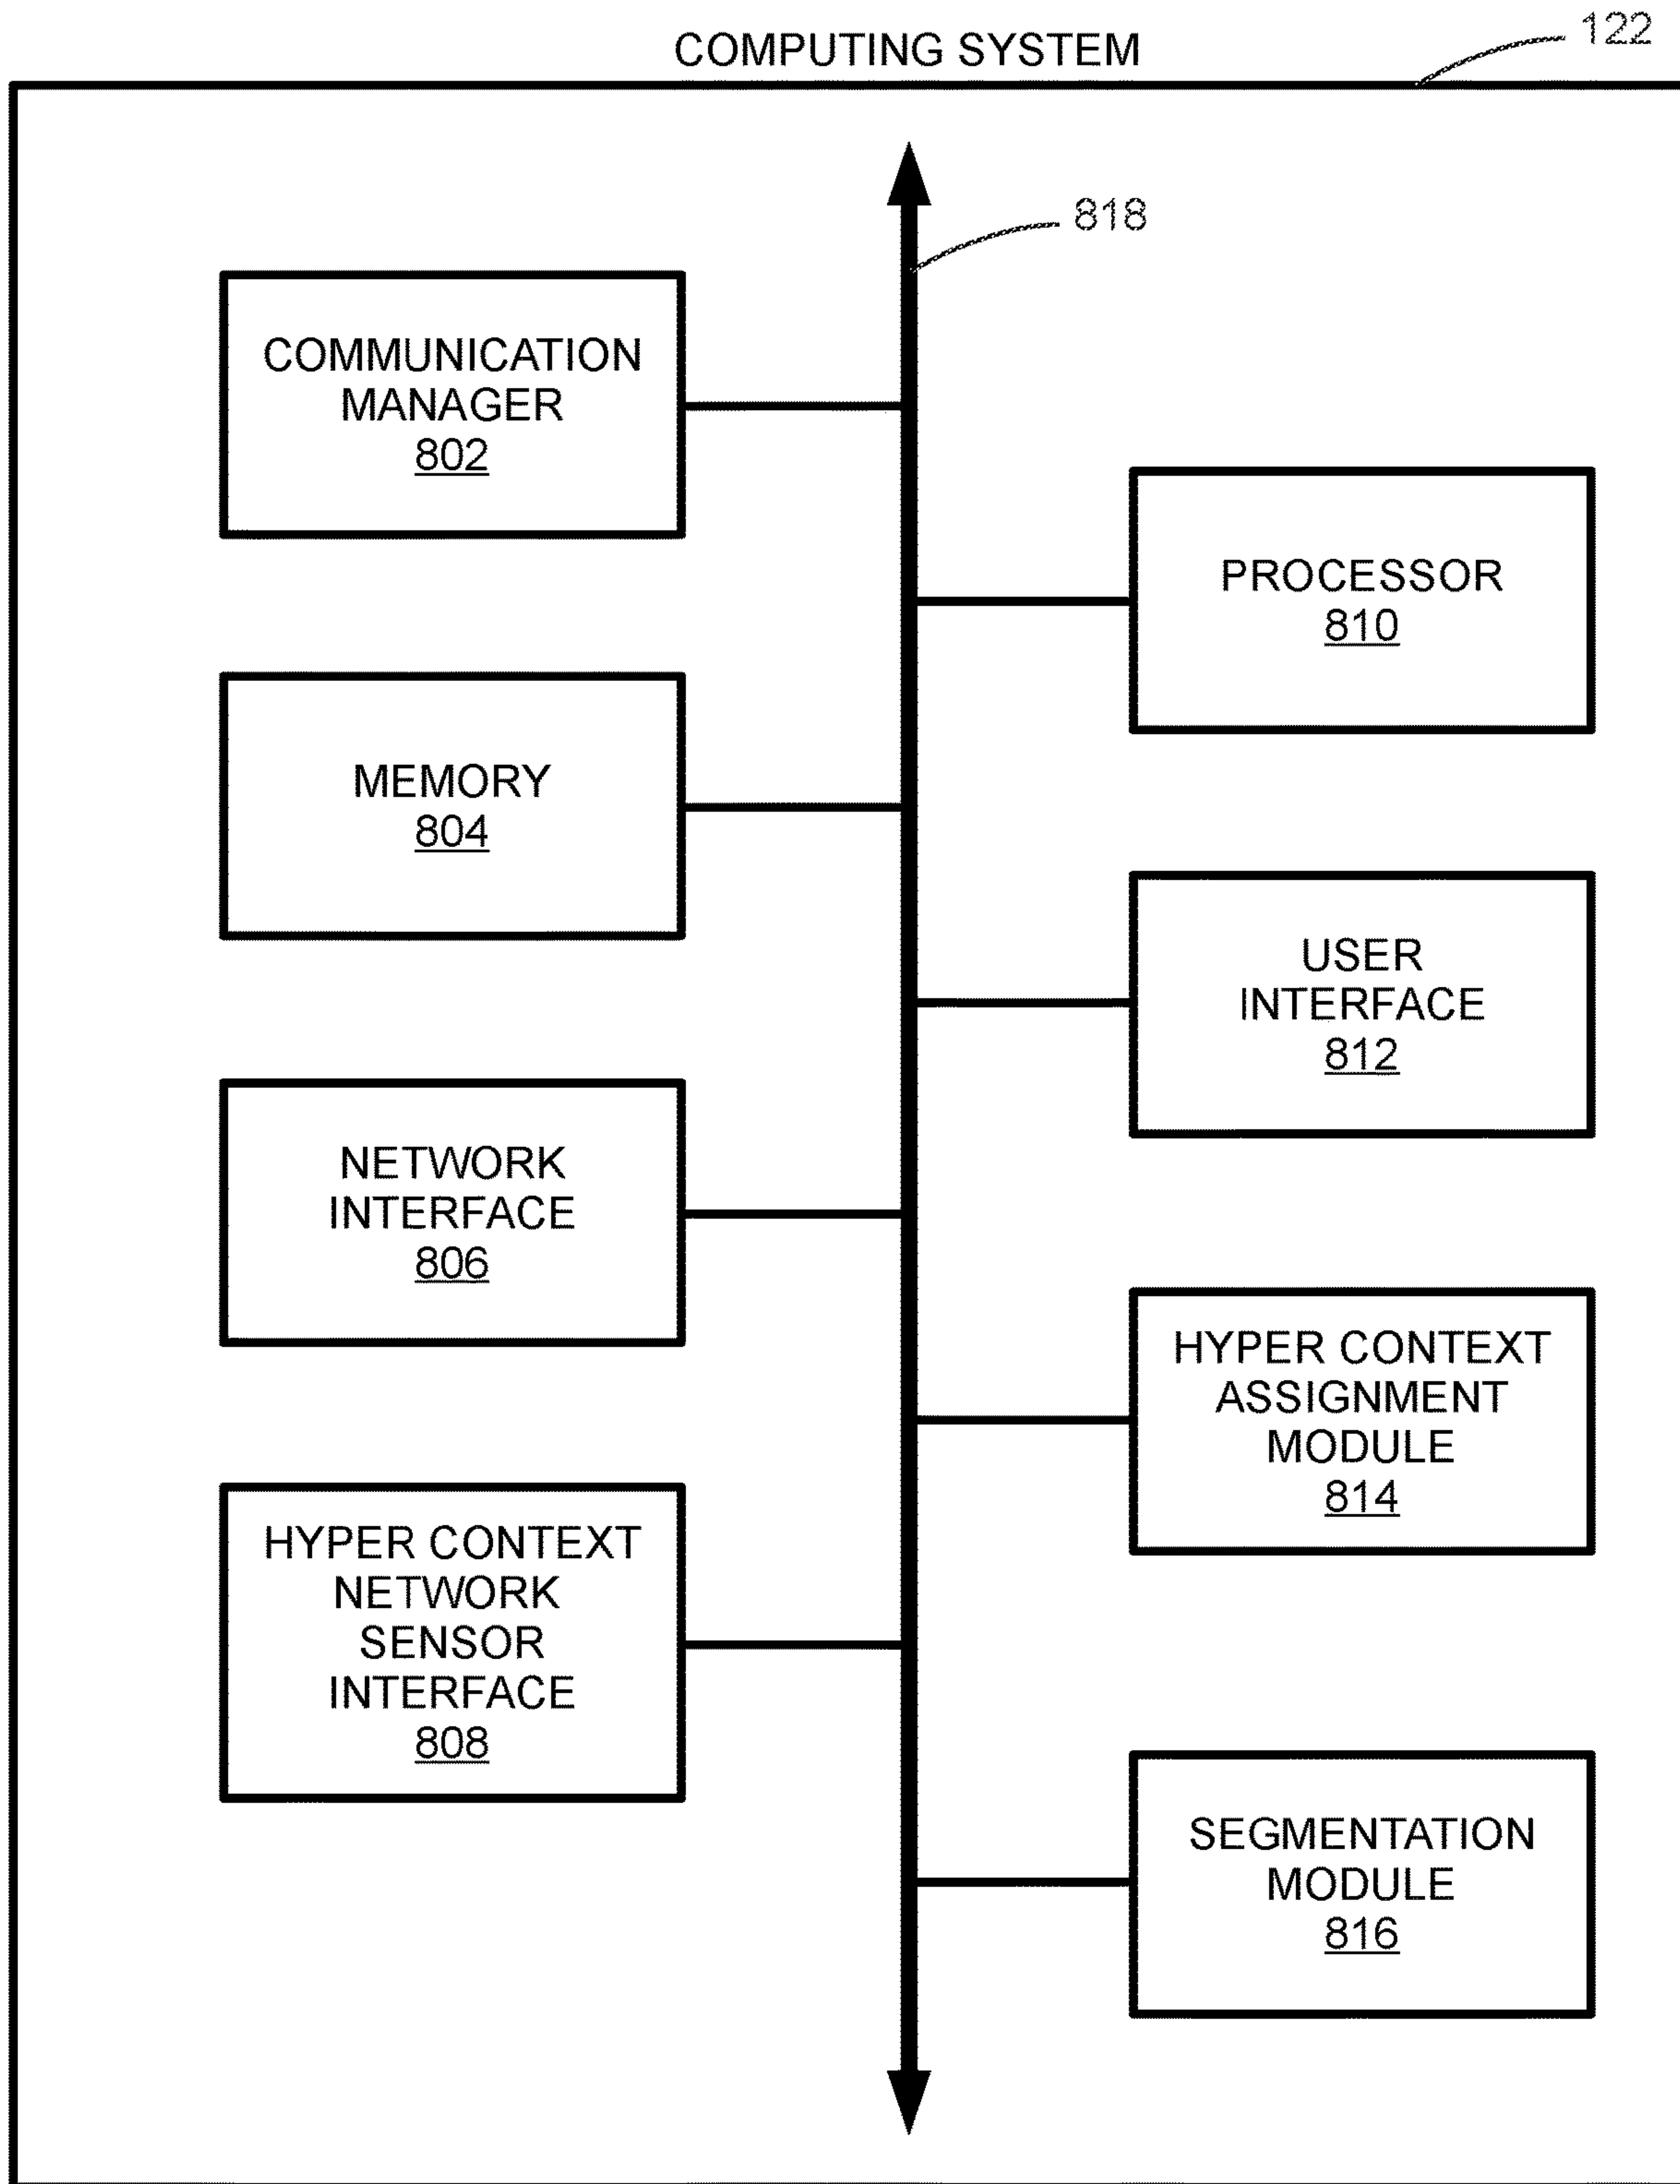 COMPUTING SYSTEM
122
818
COMMUNICATION
MANAGER
802
PROCESSOR
810
MEMORY
804
USER
INTERFACE
812
NETWORK
INTERFACE
806
HYPER CONTEXT
ASSIGNMENT
MODULE
814
HYPER CONTEXT
NETWORK
SENSOR
INTERFACE
808
SEGMENTATION
MODULE
816